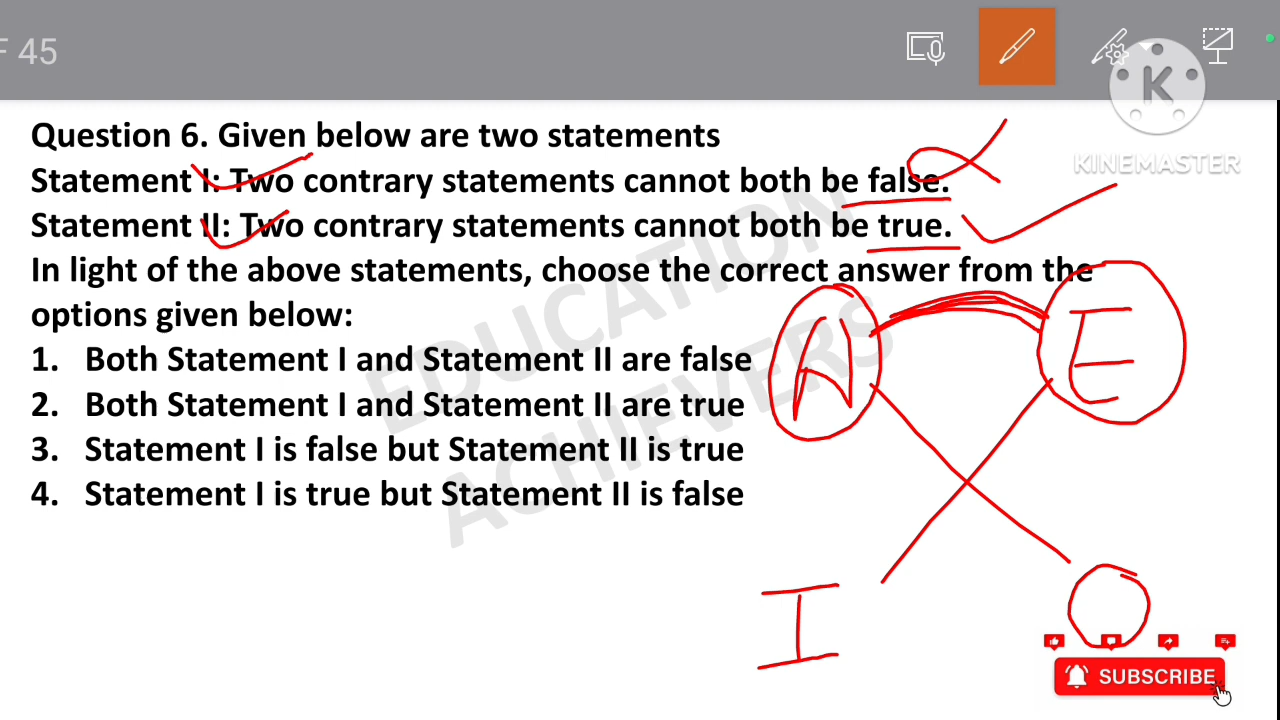 F 45
K
KINEMASTER
Question 6. Given below are two statements
Statement I: Two contrary statements cannot both be false.
Statement II: Two contrary statements cannot both be true.
In light of the above statements, choose the correct answer from the
options given below:
1. Both Statement I and Statement II are false
2. Both Statement I and Statement II are true
3. Statement I is false but Statement II is true
4. Statement I is true but Statement II is false
EDUCATION
ACHIEVERS
A E
I O
SUBSCRIBE